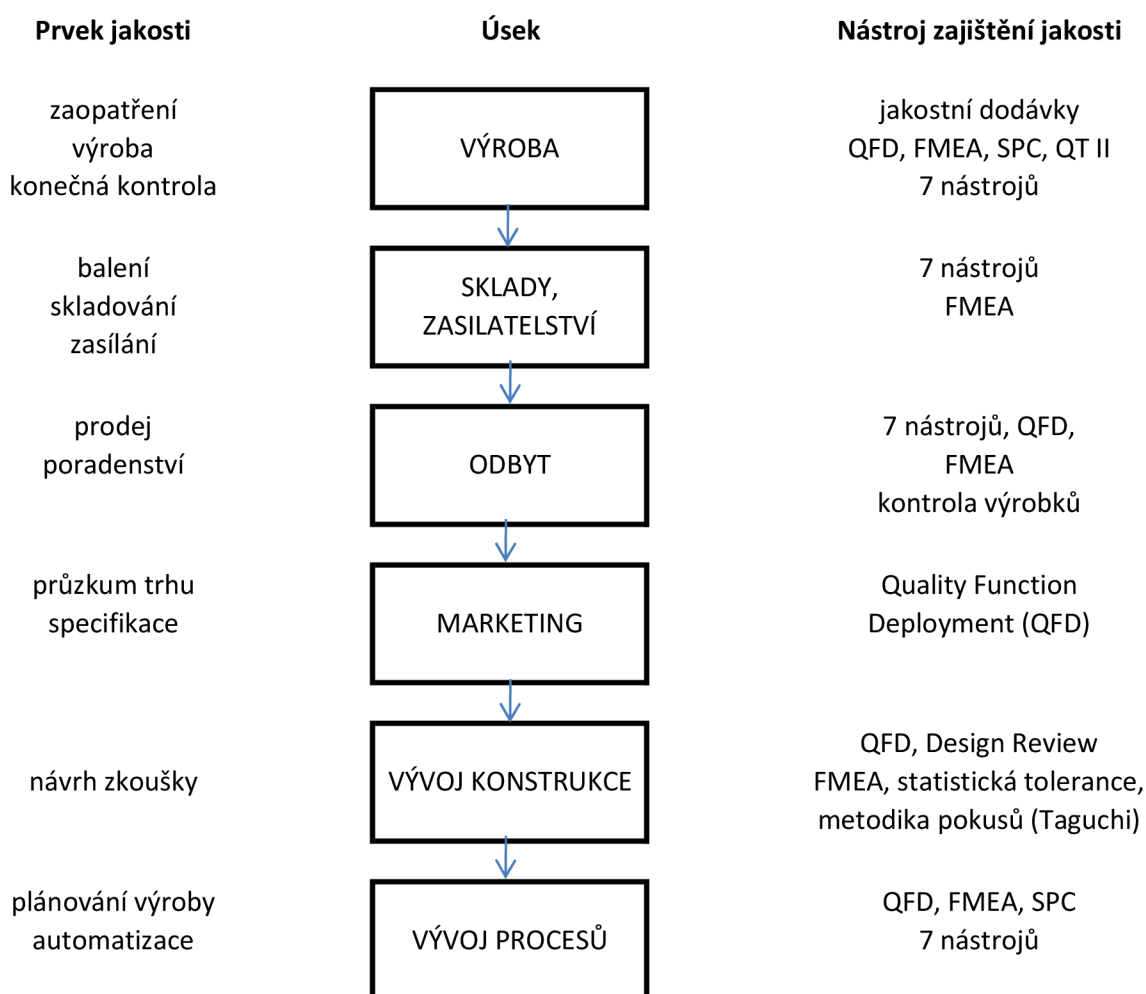 Prvek jakosti Úsek Nástroj zajištění jakosti
zaopatření jakostní dodávky
výroba VÝROBA QFD, FMEA, SPC, QT II
konečná kontrola 7 nástrojů
balení 7 nástrojů
skladování SKLADY, FMEA
zasílání ZASILATELSTVÍ
prodej 7 nástrojů, QFD,
poradenství ODBYT FMEA
kontrola výrobků
průzkum trhu Quality Function
specifikace MARKETING Deployment (QFD)
QFD, Design Review
návrh zkoušky VÝVOJ KONSTRUKCE FMEA, statistická tolerance,
metodika pokusů (Taguchi)
plánování výroby QFD, FMEA, SPC
automatizace VÝVOJ PROCESŮ 7 nástrojů